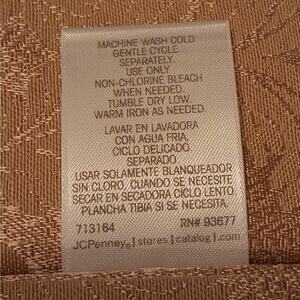 MACHINE WASH COLD
GENTLE CYCLE.
SEPARATELY.
USE ONLY
NON-CHLORINE BLEACH
WHEN NEEDED.
TUMBLE DRY LOW.
WARM IRON AS NEEDED.
LAVAR EN LAVADORA
CON AGUA FRIA,
CICLO DELICADO
SEPARADO
USAR SOLAMENTE BLANQUEADOR
SIN CLORO, CUANDO SE NECESITE
SECAR EN SECADORA CICLO LENTO.
PLANCHA TIBIA SI SE NECESITA.
713164 RN# 93677
JCPenney® | stores | catalog | .com